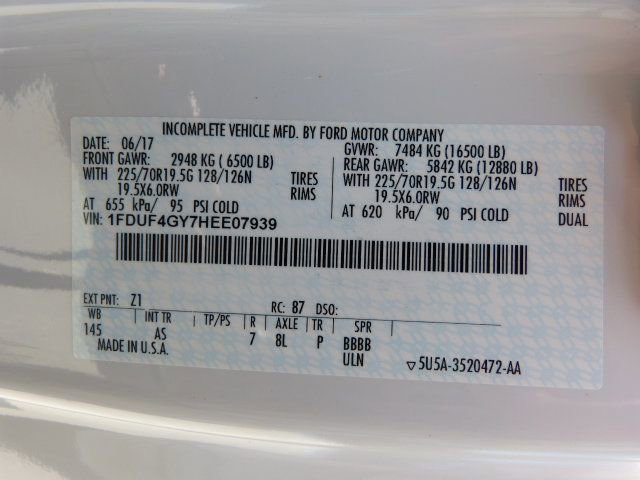 INCOMPLETE VEHICLE MFD. BY FORD MOTOR COMPANY
DATE: 06/17 GVWR: 7484 KG (16500 LB)
FRONT GAWR: 2948 KG ( 6500 LB) REAR GAWR: 5842 KG (12880 LB)
WITH 225/70R19.5G 128/126N TIRES WITH 225/70R19.5G 128/126N TIRES
19.5X6.0RW RIMS 19.5X6.0RW RIMS
AT 655 kPa/ 95 PSI COLD AT 620 kPa/ 90 PSI COLD DUAL
VIN: 1FDUF4GY7HEE07939
EXT PNT: Z1 RC: 87 DSO:
WB INT TR TP/PS R AXLE TR SPR
145 AS 7 8L P BBBB
MADE IN U.S.A. ULN ▽5U5A-3520472-AA